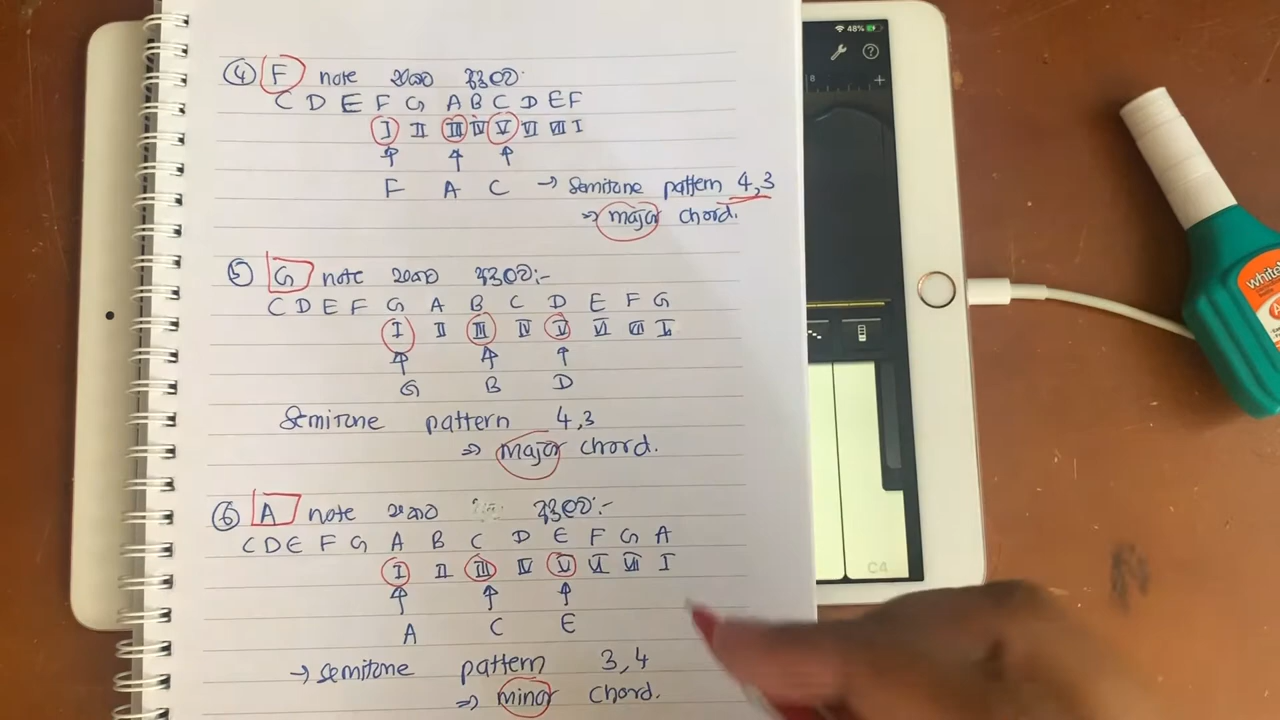 ④ F note
C D E F G A B C D E F
I II III IV V VI VII I
F A C → Semitone pattern 4,3
⇒ major chord.
⑤ G note
C D E F G A B C D E F G
I II III IV V VI VII I
G B D
Semitone pattern 4,3
⇒ major chord.
⑥ A note
C D E F G A B C D E F G A
I II III IV V VI VII I
A C E
→ semitone pattern 3,4
⇒ minor chord.
48%
8
C4